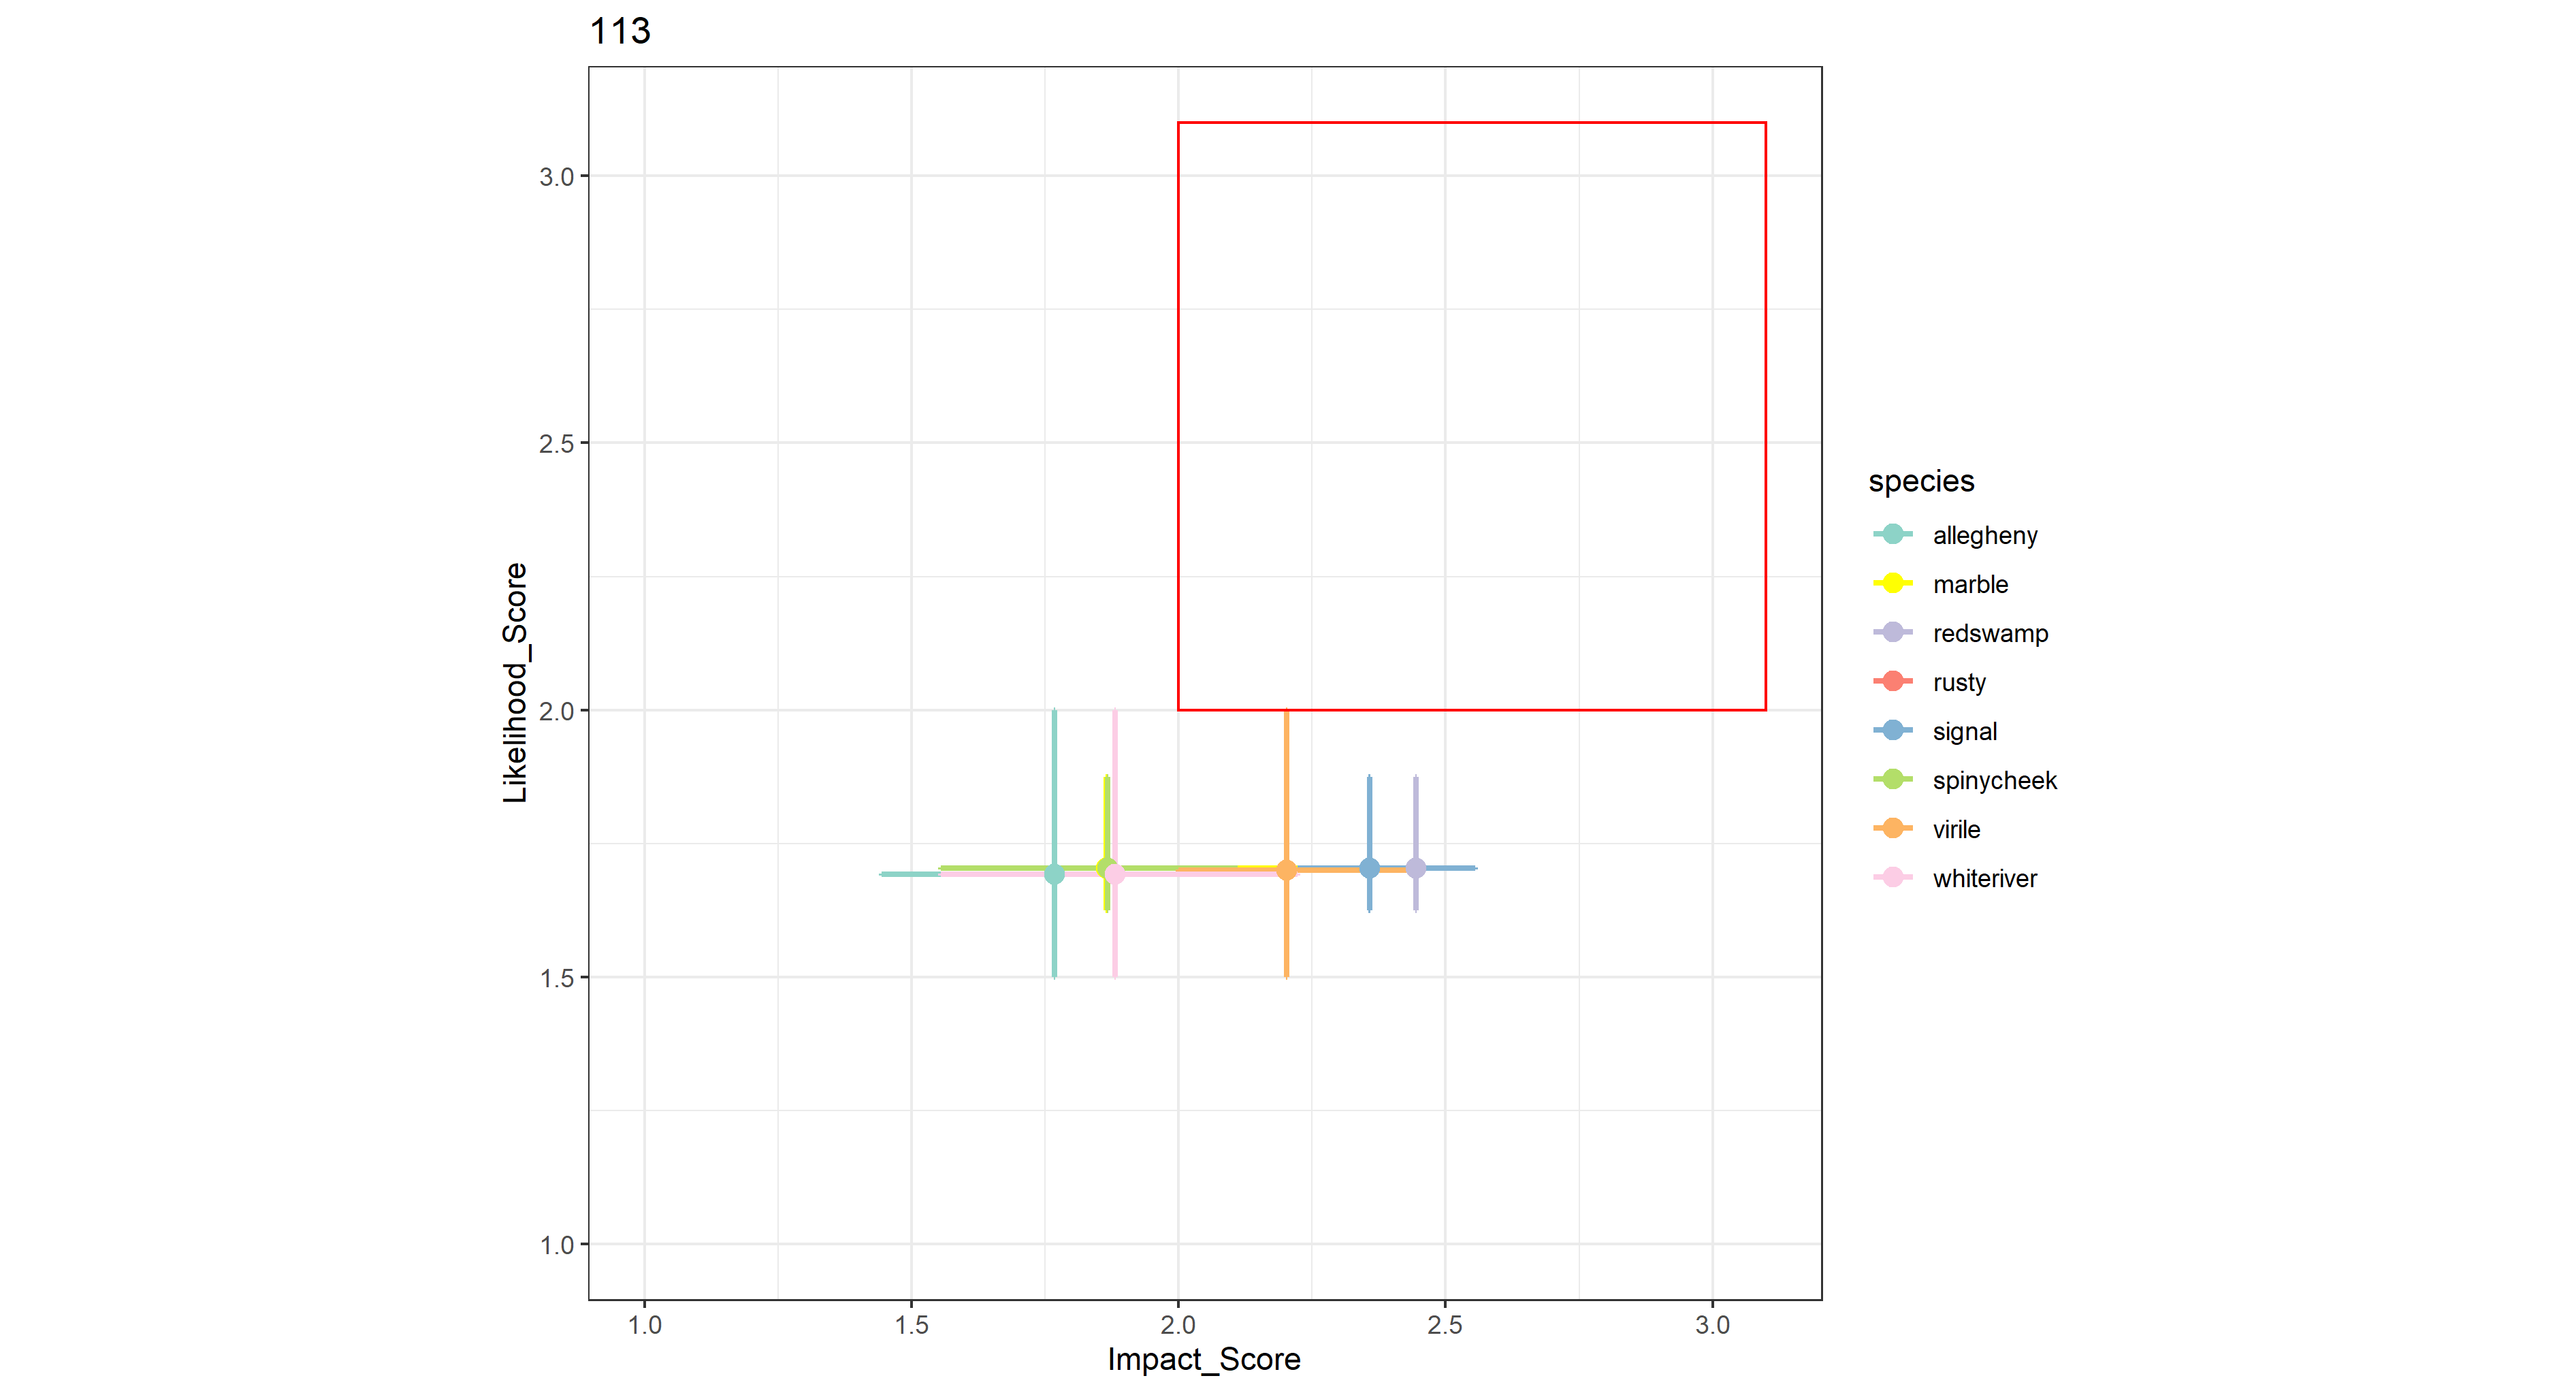 113
3.0
2.5
2.0
1.5
1.0
Likelihood_Score
1.0 1.5 2.0 2.5 3.0
Impact_Score
species
allegheny
marble
redswamp
rusty
signal
spinycheek
virile
whiteriver